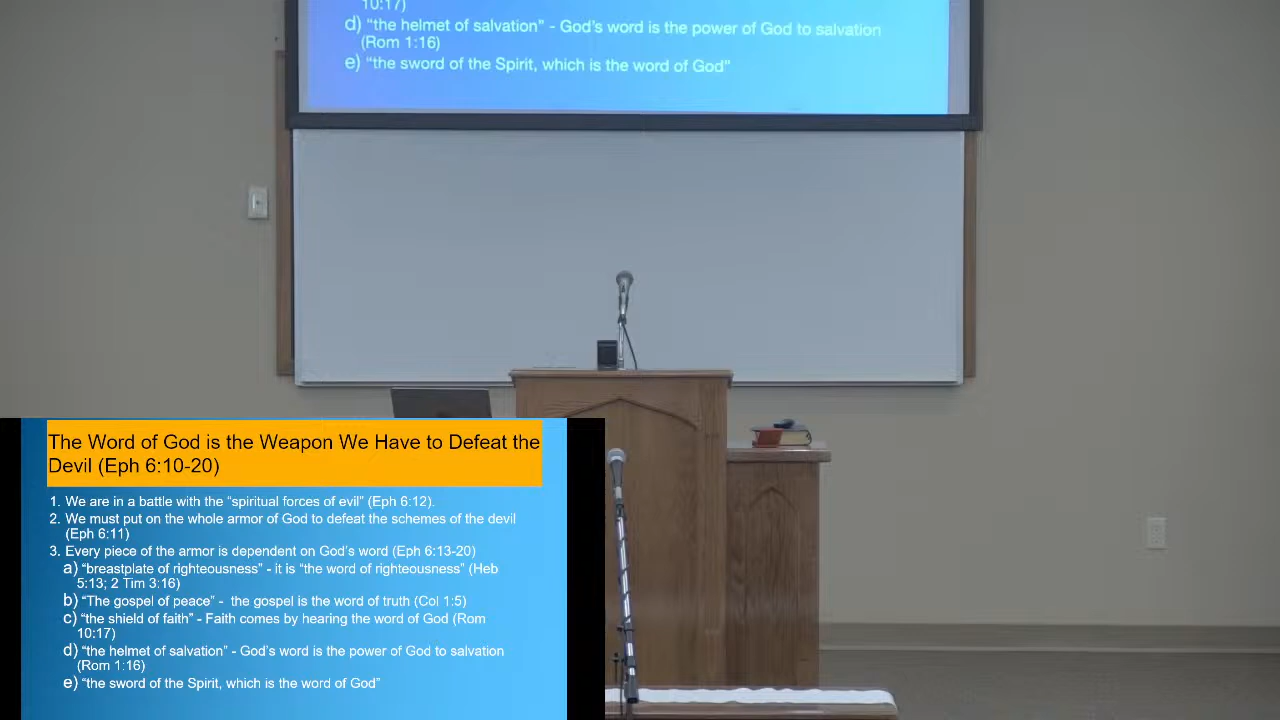 10:17)
d) “the helmet of salvation” - God’s word is the power of God to salvation
(Rom 1:16)
e) “the sword of the Spirit, which is the word of God”
The Word of God is the Weapon We Have to Defeat the
Devil (Eph 6:10-20)
1. We are in a battle with the “spiritual forces of evil” (Eph 6:12).
2. We must put on the whole armor of God to defeat the schemes of the devil
(Eph 6:11)
3. Every piece of the armor is dependent on God’s word (Eph 6:13-20)
a) “breastplate of righteousness” - it is “the word of righteousness” (Heb
5:13; 2 Tim 3:16)
b) “The gospel of peace” - the gospel is the word of truth (Col 1:5)
c) “the shield of faith” - Faith comes by hearing the word of God (Rom
10:17)
d) “the helmet of salvation” - God’s word is the power of God to salvation
(Rom 1:16)
e) “the sword of the Spirit, which is the word of God”